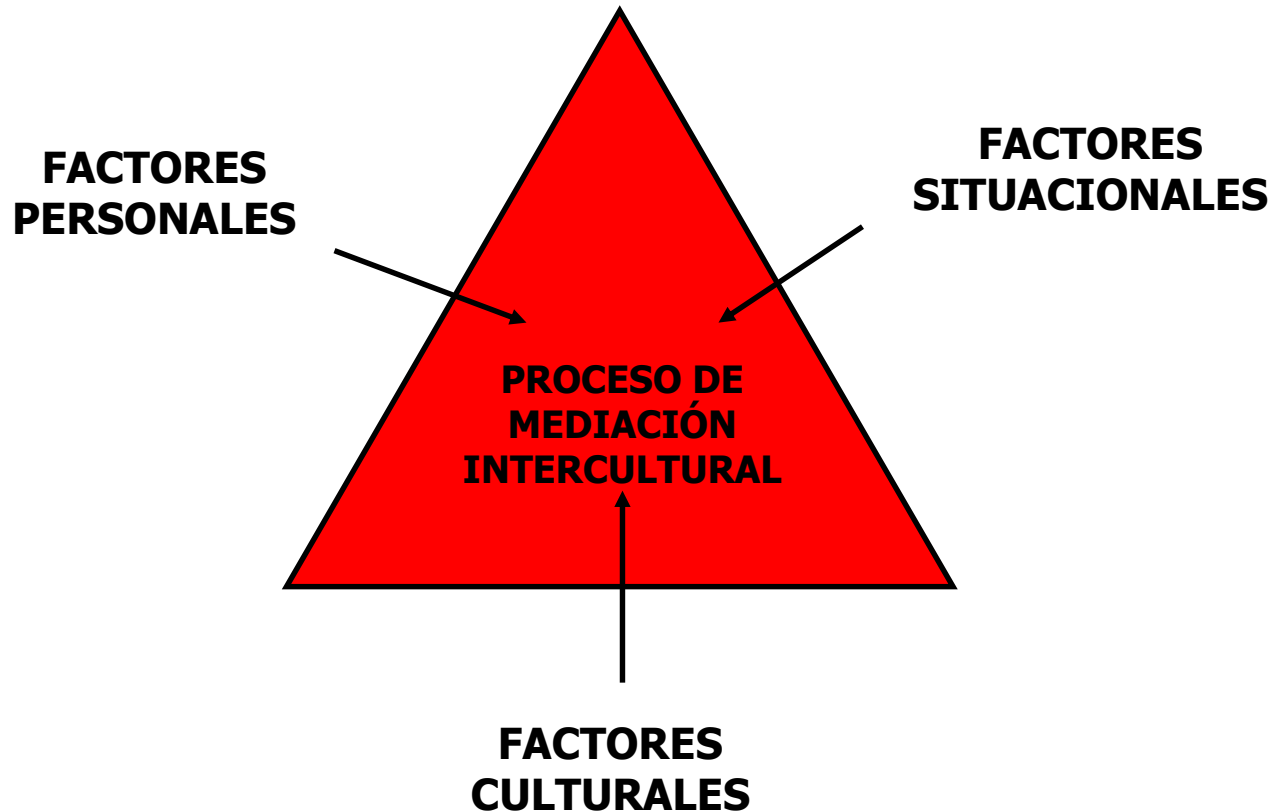 FACTORES
PERSONALES
FACTORES
SITUACIONALES
PROCESO DE
MEDIACIÓN
INTERCULTURAL
FACTORES
CULTURALES